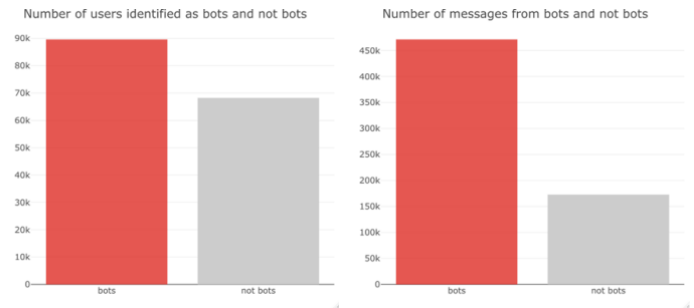 Number of users identified as bots and not bots
90k
80k
70k
60k
50k
40k
30k
20k
10k
0
bots not bots
Number of messages from bots and not bots
450k
400k
350k
300k
250k
200k
150k
100k
50k
0
bots not bots